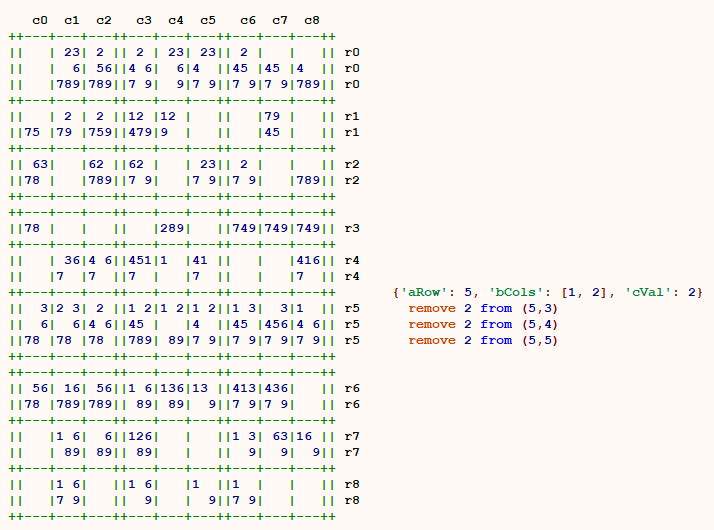 c0  c1  c2   c3  c4  c5   c6  c7  c8
++---+---+---++---+---+---++---+---+---++
||   | 23| 2 || 2 | 23| 23|| 2 |   |   || r0
||   |  6| 56||4 6|  6|4  ||45 |45 |4  || r0
||   |789|789||7 9|  9|7 9||7 9|7 9|789|| r0
++---+---+---++---+---+---++---+---+---++
||   | 2 | 2 ||12 |12 |   ||   |79 |   || r1
||75 |79 |759||479|9  |   ||   |45 |   || r1
++---+---+---++---+---+---++---+---+---++
|| 63|   |62 ||62 |   | 23|| 2 |   |   || r2
||78 |   |789||7 9|   |7 9||7 9|   |789|| r2
++---+---+---++---+---+---++---+---+---++
++---+---+---++---+---+---++---+---+---++
||78 |   |   ||   |289|   ||749|749|749|| r3
++---+---+---++---+---+---++---+---+---++
||   | 36|4 6||451|1  |41 ||   |   |416|| r4
||   |7  |7  ||7  |   |7  ||   |   |7  || r4
++---+---+---++---+---+---++---+---+---++       {'aRow': 5, 'bCols': [1, 2], 'cVal': 2}
||  3|2 3| 2 ||1 2|1 2|1 2||1 3|  3|1  || r5      remove 2 from (5,3)
||  6|  6|4 6||45 |   |4  ||45 |456|4 6|| r5      remove 2 from (5,4)
||78 |78 |78 ||789| 89|7 9||7 9|7 9|7 9|| r5      remove 2 from (5,5)
++---+---+---++---+---+---++---+---+---++
++---+---+---++---+---+---++---+---+---++
|| 56| 16| 56||1 6|136|13 ||413|436|   || r6
||78 |789|789|| 89| 89|  9||7 9|7 9|   || r6
++---+---+---++---+---+---++---+---+---++
||   |1 6|  6||126|   |   ||1 3| 63|16 || r7
||   | 89| 89|| 89|   |   ||  9|  9|  9|| r7
++---+---+---++---+---+---++---+---+---++
||   |1 6|   ||1 6|   |1  ||1  |   |   || r8
||   |7 9|   ||  9|   |  9||7 9|   |   || r8
++---+---+---++---+---+---++---+---+---++